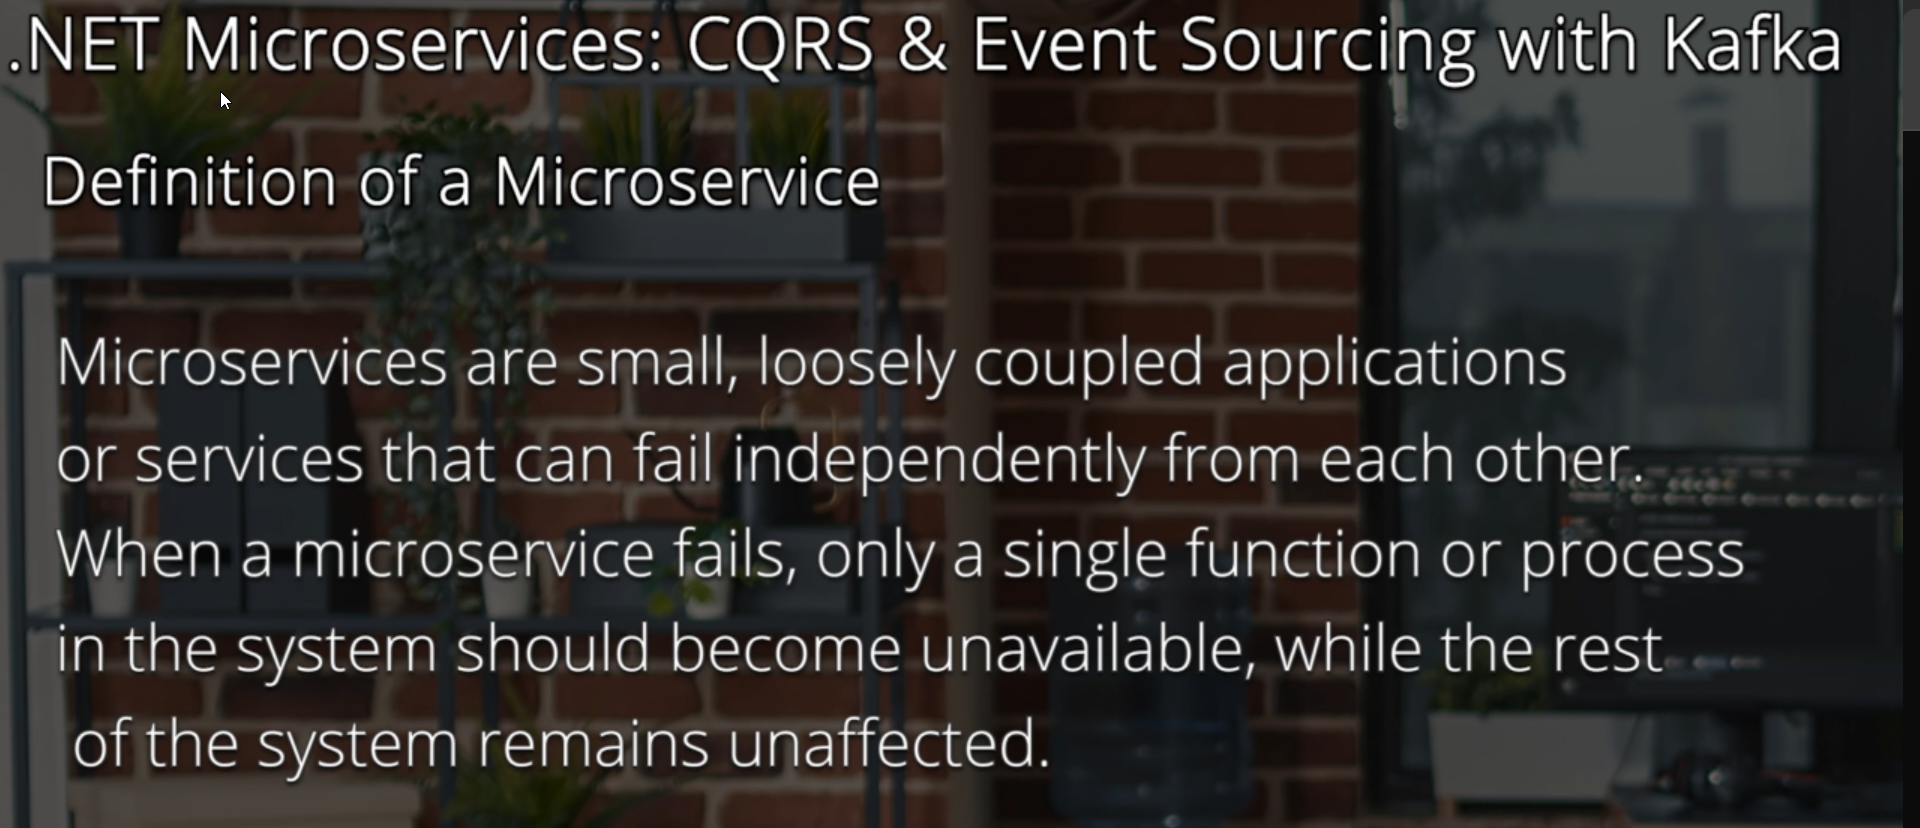 .NET Microservices: CQRS & Event Sourcing with Kafka
Definition of a Microservice
Microservices are small, loosely coupled applications
or services that can fail independently from each other.
When a microservice fails, only a single function or process
in the system should become unavailable, while the rest
of the system remains unaffected.